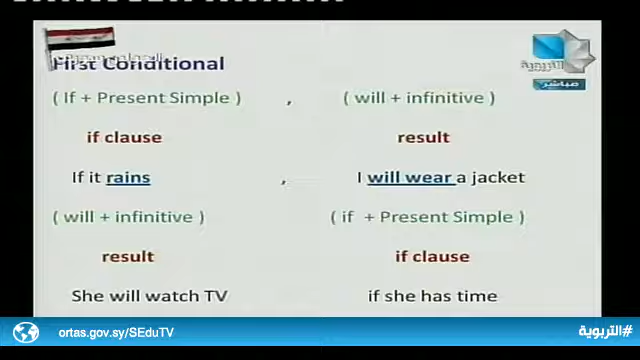 First Conditional
التربوية
مباشر
( If + Present Simple ) , ( will + infinitive )
if clause result
If it rains , I will wear a jacket
( will + infinitive ) ( if + Present Simple )
result if clause
She will watch TV if she has time
ortas.gov.sy/SEduTV #التربوية